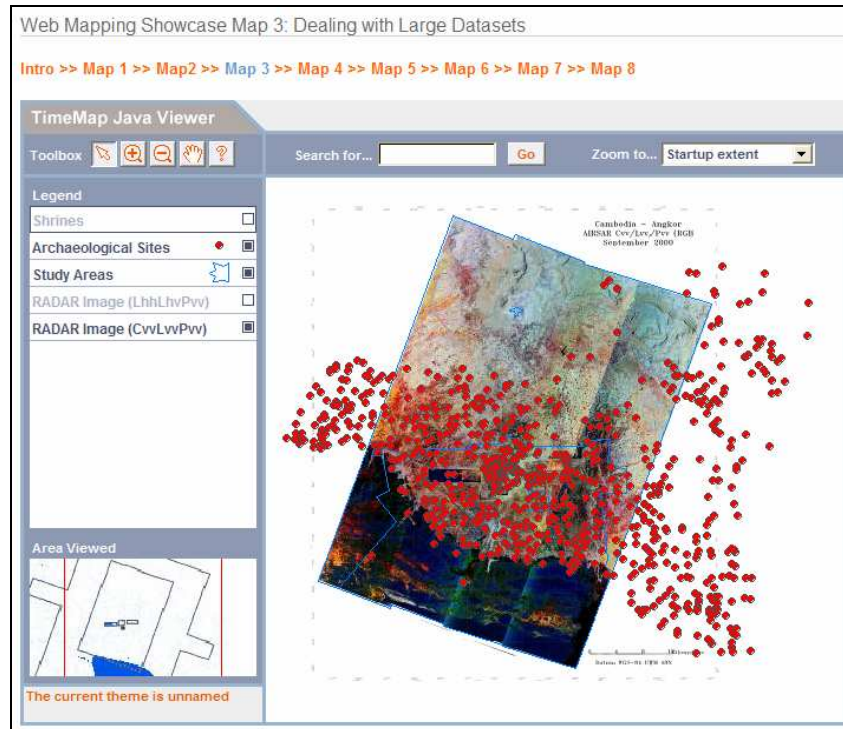 Web Mapping Showcase Map 3: Dealing with Large Datasets
Intro >> Map 1 >> Map2 >> Map 3 >> Map 4 >> Map 5 >> Map 6 >> Map 7 >> Map 8
TimeMap Java Viewer
Toolbox
Search for... Go Zoom to... Startup extent
Legend
Shrines
Archaeological Sites
Study Areas
RADAR Image (LhhLhvPvv)
RADAR Image (CvvLvvPvv)
Cambodia - Angkor
AIRSAR Cvv/Lvv/Pvv (RGB
September 2000
Area Viewed
The current theme is unnamed